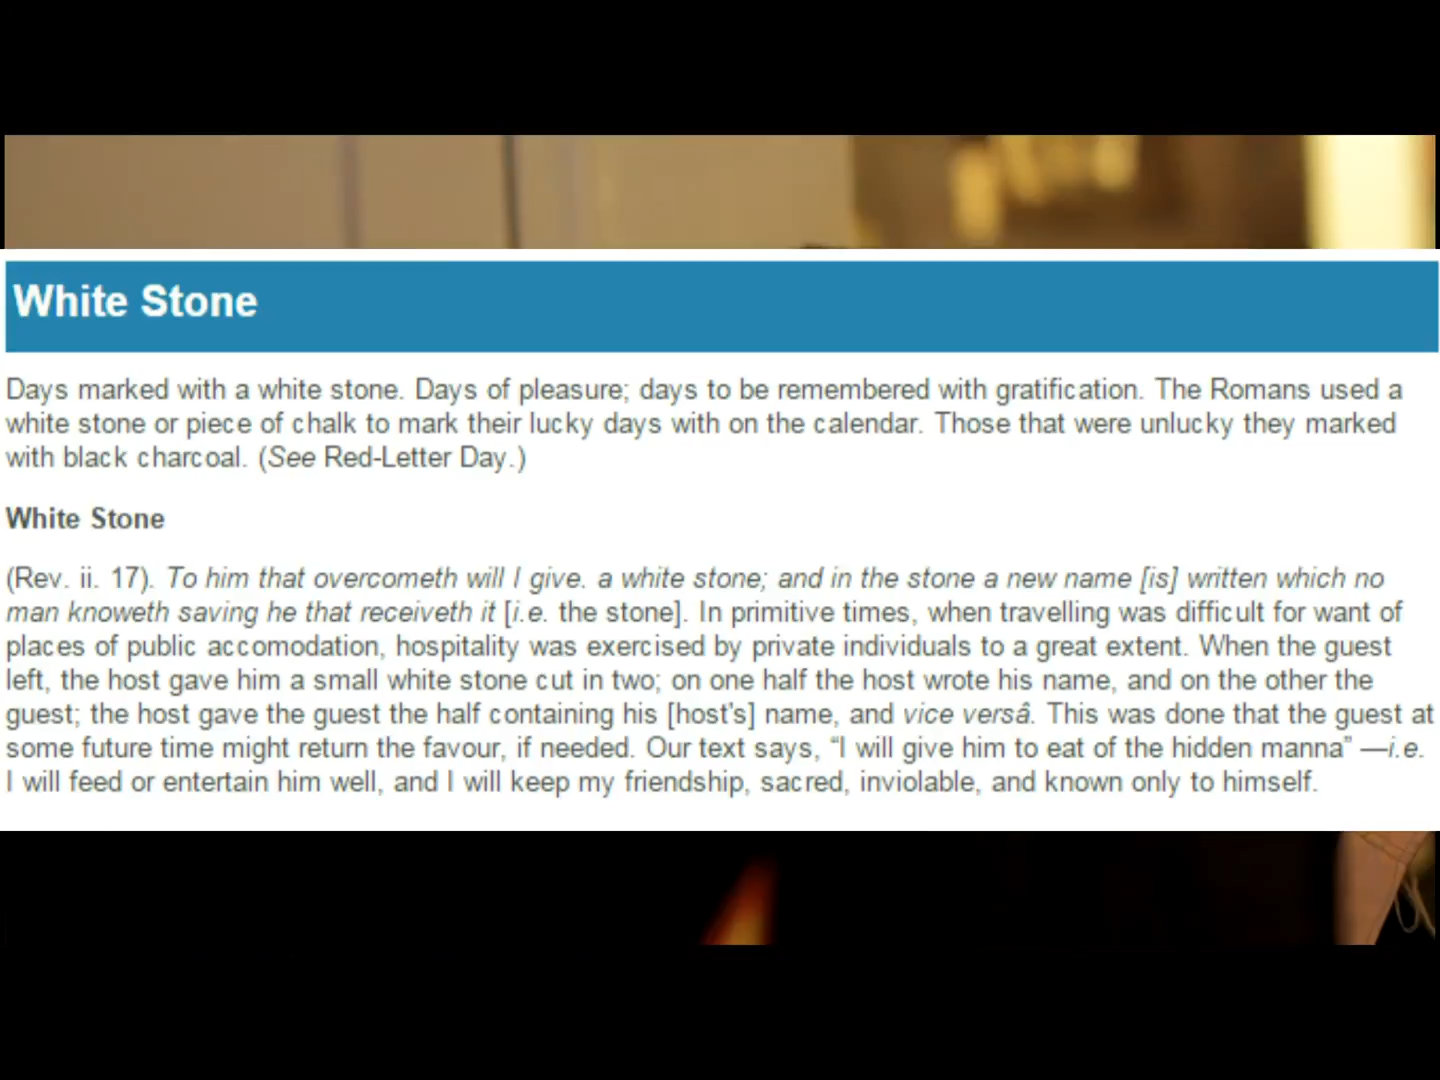 White Stone
Days marked with a white stone. Days of pleasure; days to be remembered with gratification. The Romans used a
white stone or piece of chalk to mark their lucky days with on the calendar. Those that were unlucky they marked
with black charcoal. (See Red-Letter Day.)
White Stone
(Rev. ii. 17). To him that overcometh will I give. a white stone; and in the stone a new name [is] written which no
man knoweth saving he that receiveth it [i.e. the stone]. In primitive times, when travelling was difficult for want of
places of public accomodation, hospitality was exercised by private individuals to a great extent. When the guest
left, the host gave him a small white stone cut in two; on one half the host wrote his name, and on the other the
guest; the host gave the guest the half containing his [host's] name, and vice versâ. This was done that the guest at
some future time might return the favour, if needed. Our text says, “I will give him to eat of the hidden manna” —i.e.
I will feed or entertain him well, and I will keep my friendship, sacred, inviolable, and known only to himself.